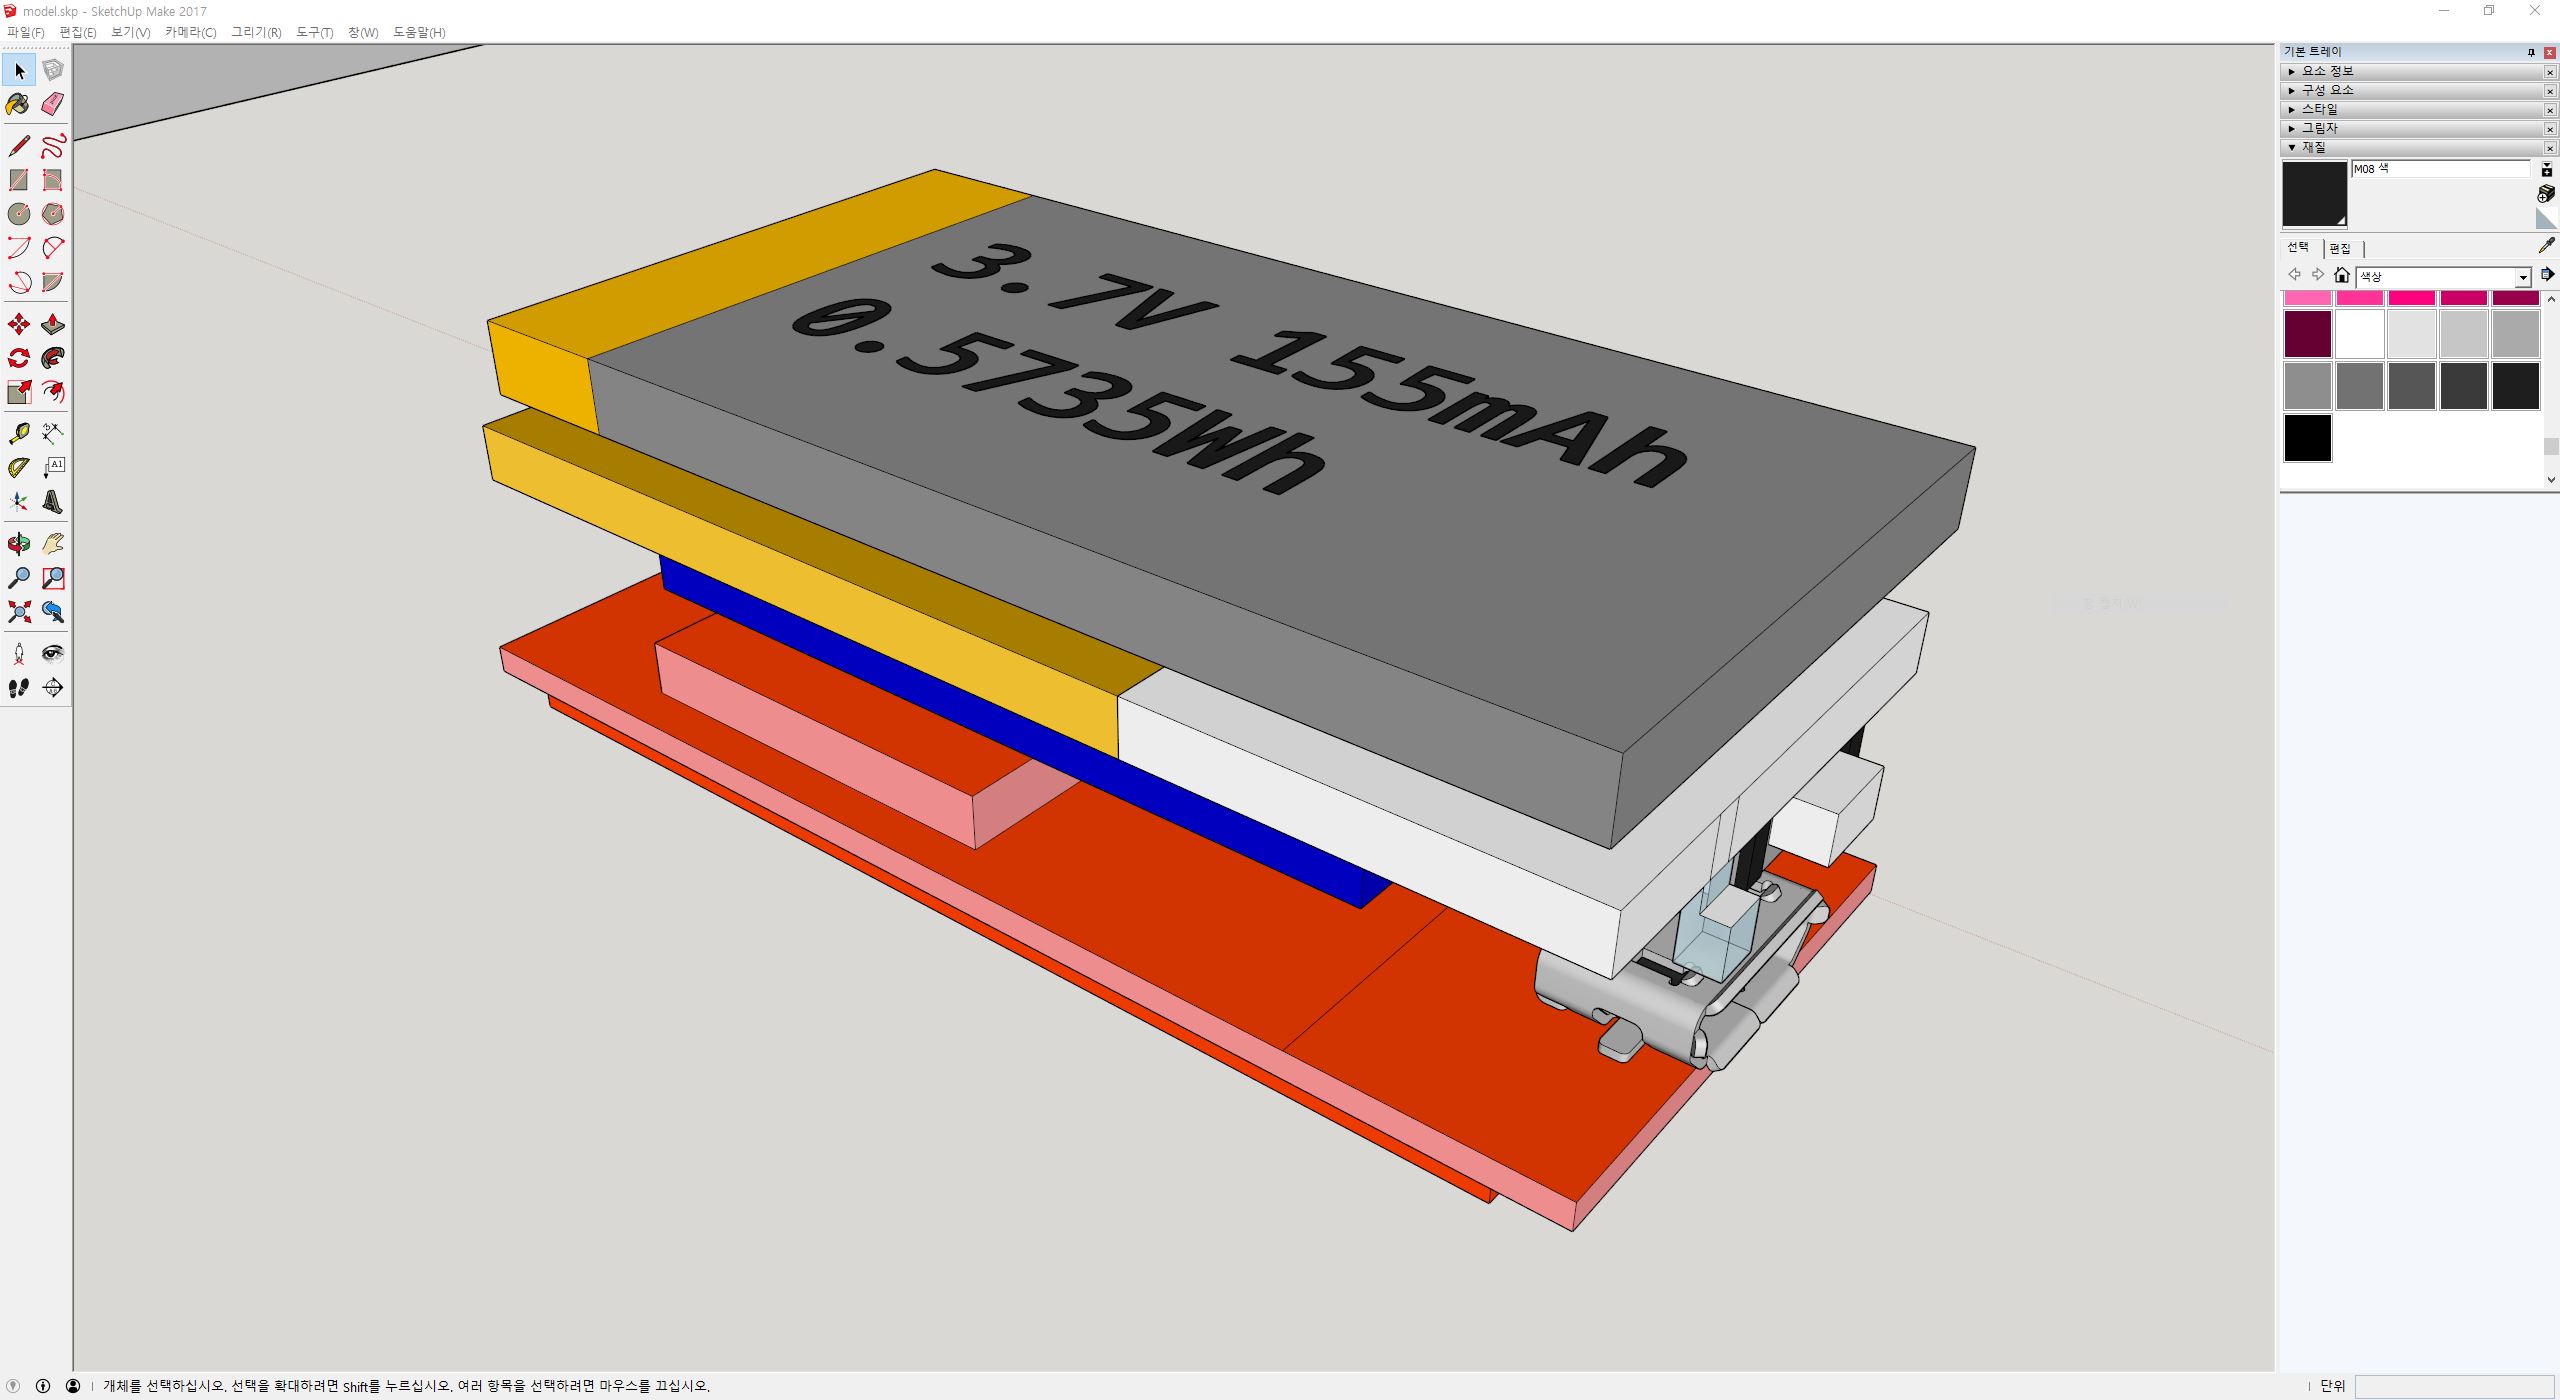 model.skp - SketchUp Make 2017
파일(F) 편집(E) 보기(V) 카메라(C) 그리기(R) 도구(T) 창(W) 도움말(H)
기본 트레이
요소 정보
구성 요소
스타일
그림자
재질
M08 색
선택 편집
색상
A1
3.7V 155mAh
0.5735Wh
개체를 선택하십시오. 선택을 확대하려면 Shift를 누르십시오. 여러 항목을 선택하려면 마우스를 끄십시오.
단위